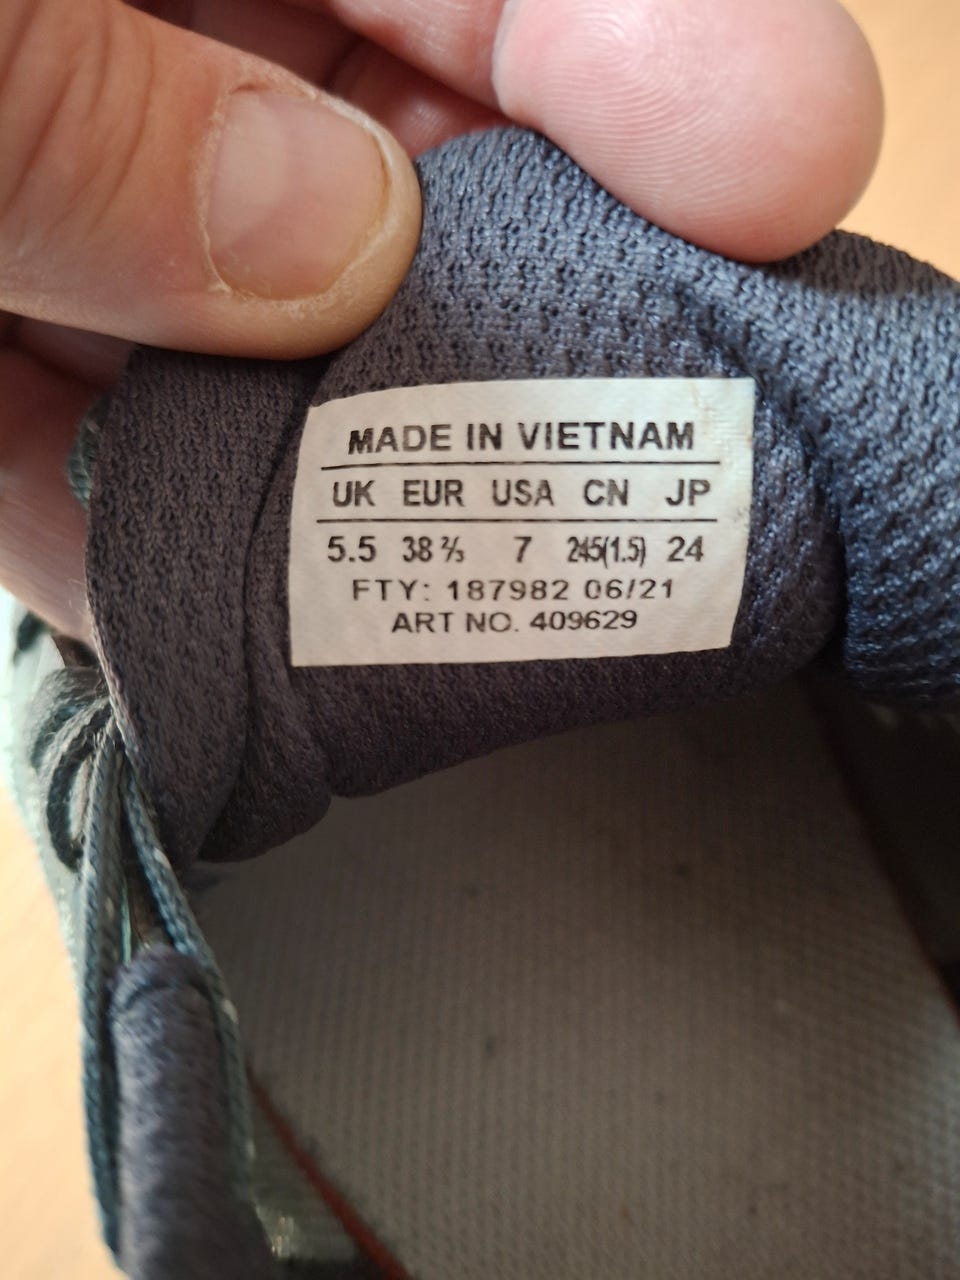 MADE IN VIETNAM
UK EUR USA CN JP
5.5 38 ⅔ 7 245(1.5) 24
FTY: 187982 06/21
ART NO. 409629